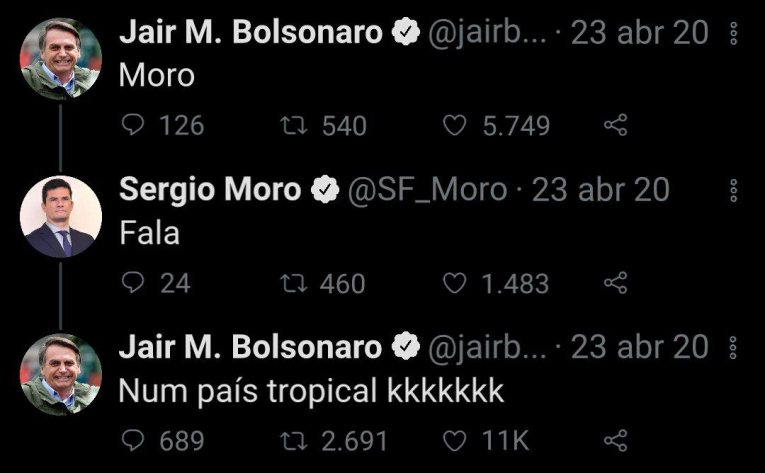 Jair M. Bolsonaro @jairb... · 23 abr 20
Moro
126 540 5.749
Sergio Moro @SF_Moro · 23 abr 20
Fala
24 460 1.483
Jair M. Bolsonaro @jairb... · 23 abr 20
Num país tropical kkkkkkk
689 2.691 11K